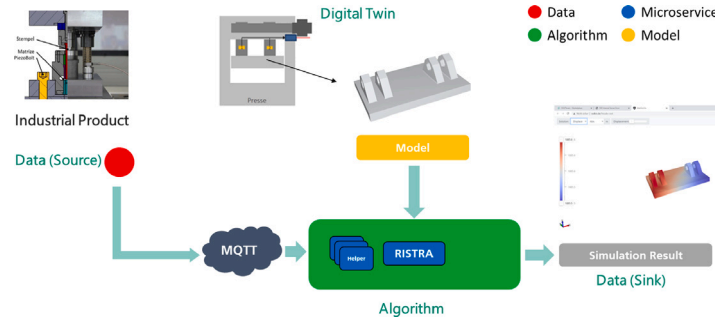 Digital Twin
Data
Microservice
Algorithm
Model
Stempel
Matrize
Presse
Industrial Product
Data (Source)
Model
MQTT
Helper
RISTRA
Simulation Result
Algorithm
Data (Sink)